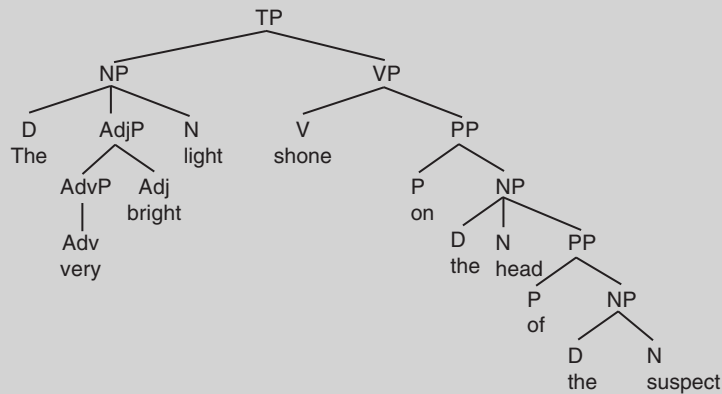 TP
NP VP
D AdjP N V PP
The light shone
AdvP Adj P NP
bright on
Adv D N PP
very the head
P NP
of
D N
the suspect